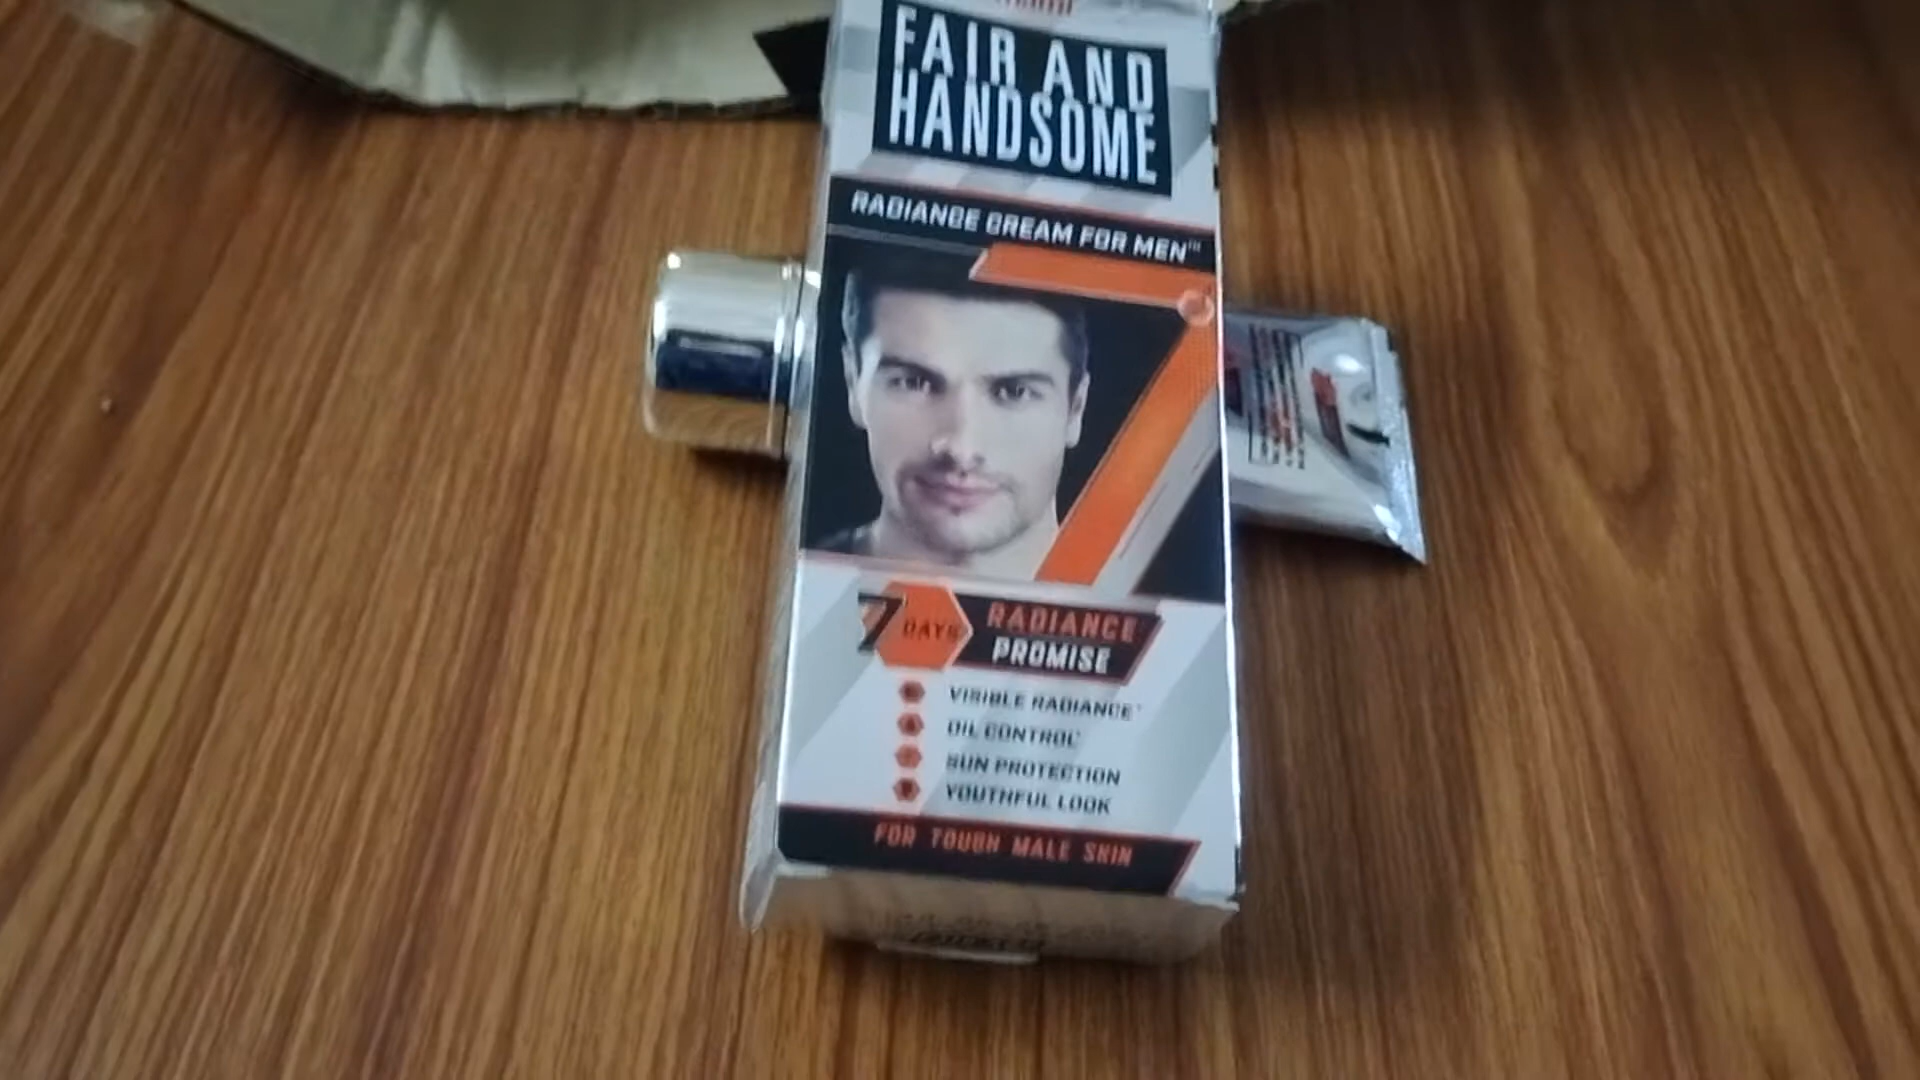 FAIR AND
HANDSOME
RADIANCE CREAM FOR MEN™
7 DAYS
RADIANCE
PROMISE
VISIBLE RADIANCE*
OIL CONTROL
SUN PROTECTION
YOUTHFUL LOOK
FOR TOUGH MALE SKIN